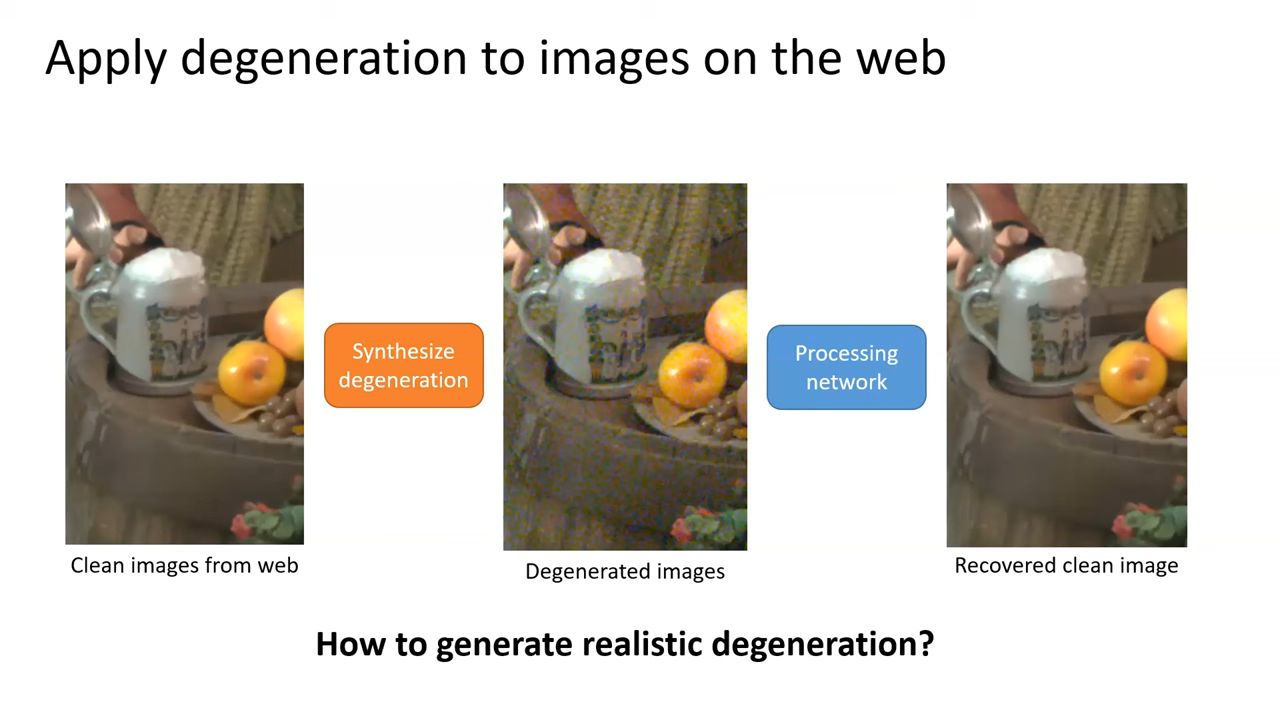 Apply degeneration to images on the web
Synthesize
degeneration
Processing
network
Clean images from web
Degenerated images
Recovered clean image
How to generate realistic degeneration?